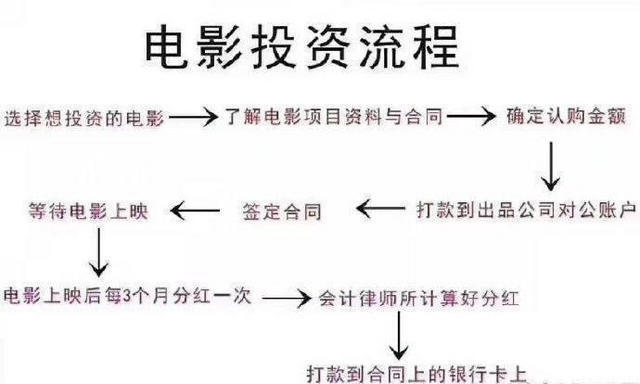 电影投资流程
选择想投资的电影 了解电影项目资料与合同 确定认购金额
等待电影上映 签定合同 打款到出品公司对公账户
电影上映后每3个月分红一次 会计律师所计算好分红
打款到合同上的银行卡上